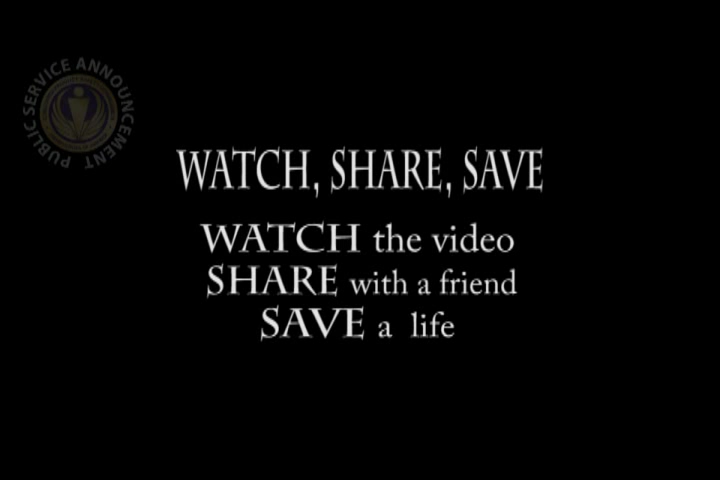 PUBLIC SERVICE ANNOUNCEMENT
WATCH, SHARE, SAVE
WATCH the video
SHARE with a friend
SAVE a life